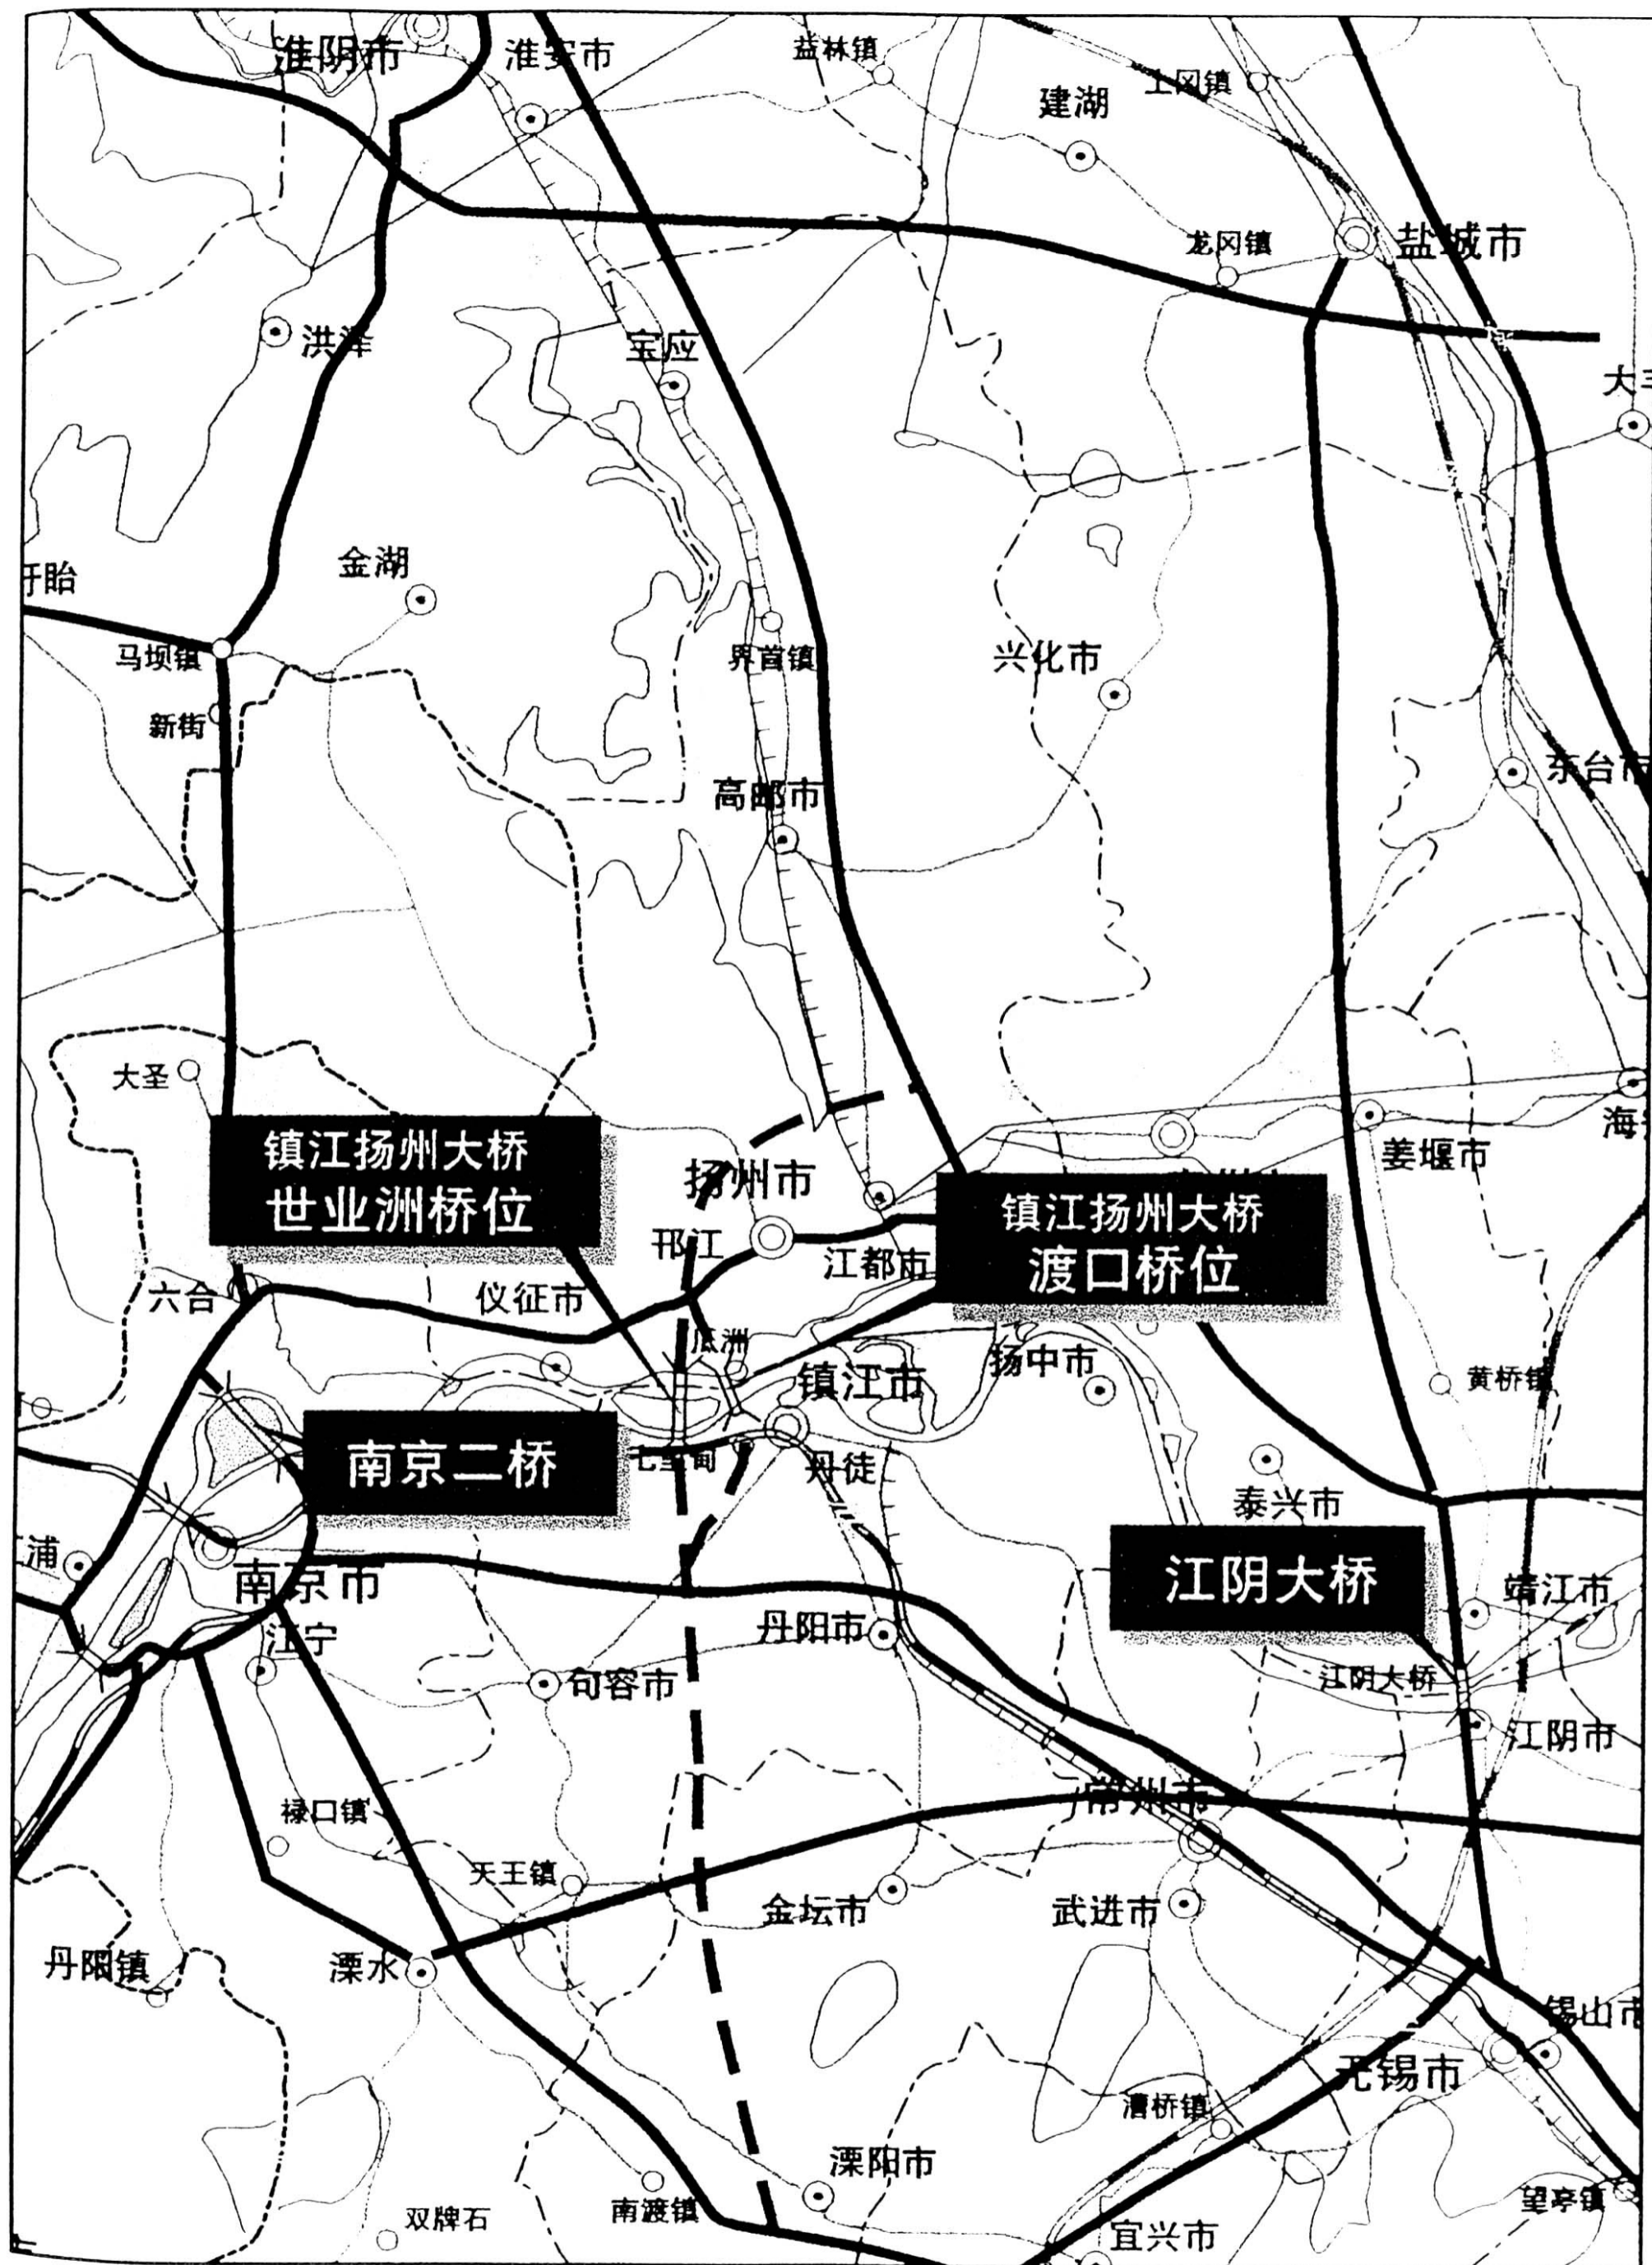 淮阴市
淮安市
益林镇
上冈镇
建湖
龙冈镇
盐城市
洪泽
宝应
金湖
马坝镇
界首镇
兴化市
新街
高邮市
东台市
大圣
镇江扬州大桥
世业洲桥位
扬州市
姜堰市
镇江扬州大桥
渡口桥位
邗江
江都市
六合
仪征市
瓜洲
镇江市
扬中市
黄桥镇
南京二桥
七里甸
丹徒
泰兴市
南京市
江阴大桥
靖江市
江宁
丹阳市
句容市
江阴大桥
江阴市
禄口镇
常州市
天王镇
金坛市
武进市
丹阳镇
溧水
锡山市
无锡市
漕桥镇
溧阳市
双牌石
南渡镇
望亭镇
宜兴市